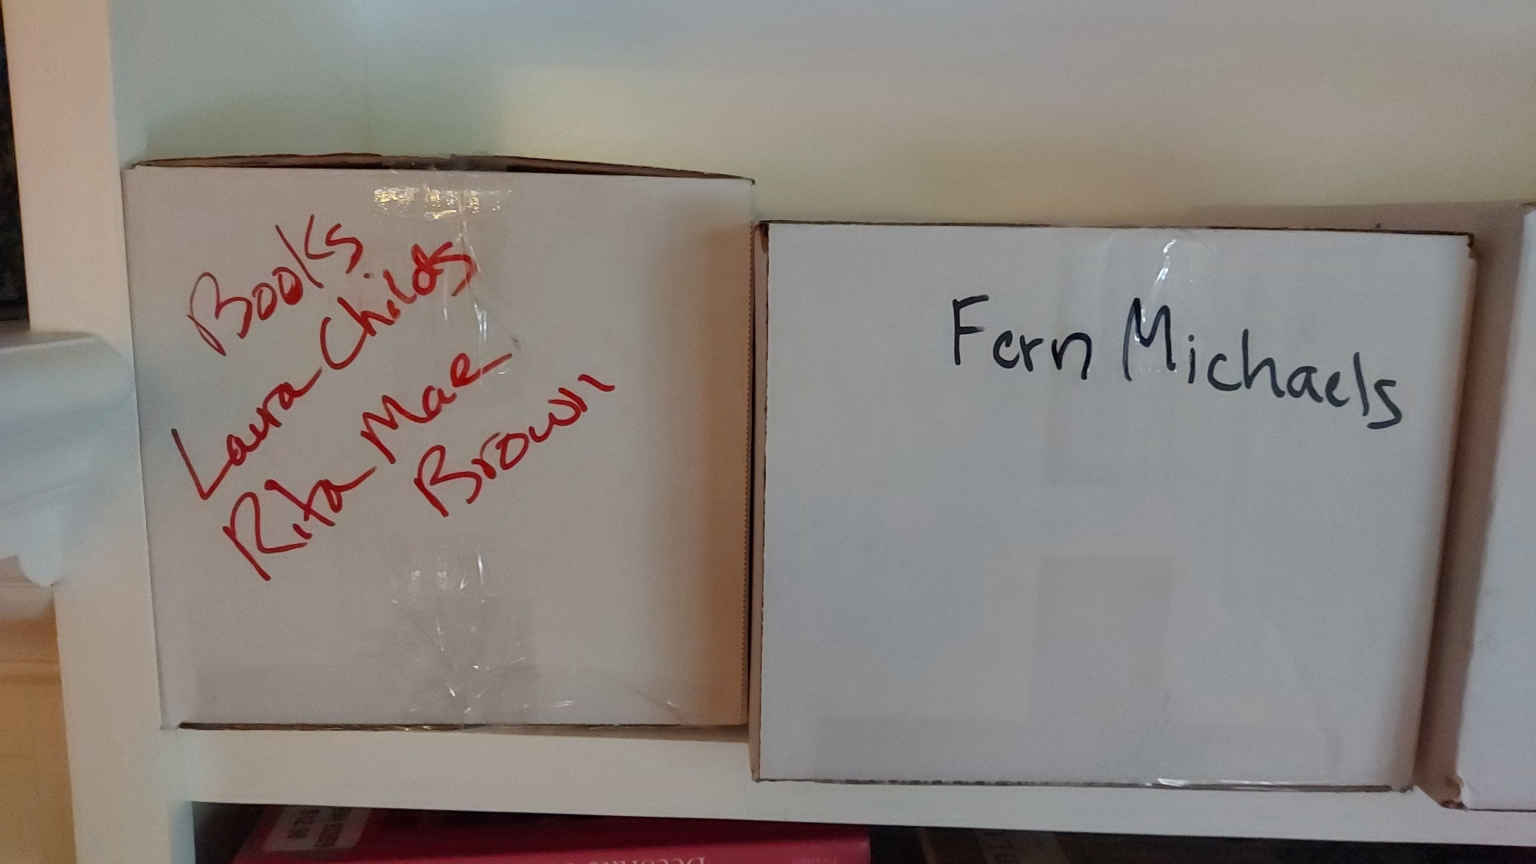 Books
Laura Childs
Rita Mae
Brown
Fern Michaels